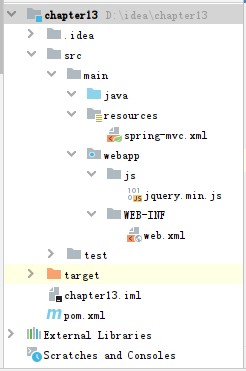 chapter13 D:\idea\chapter13
.idea
src
main
java
resources
spring-mvc.xml
webapp
js
jquery.min.js
WEB-INF
web.xml
test
target
chapter13.iml
pom.xml
External Libraries
Scratches and Consoles